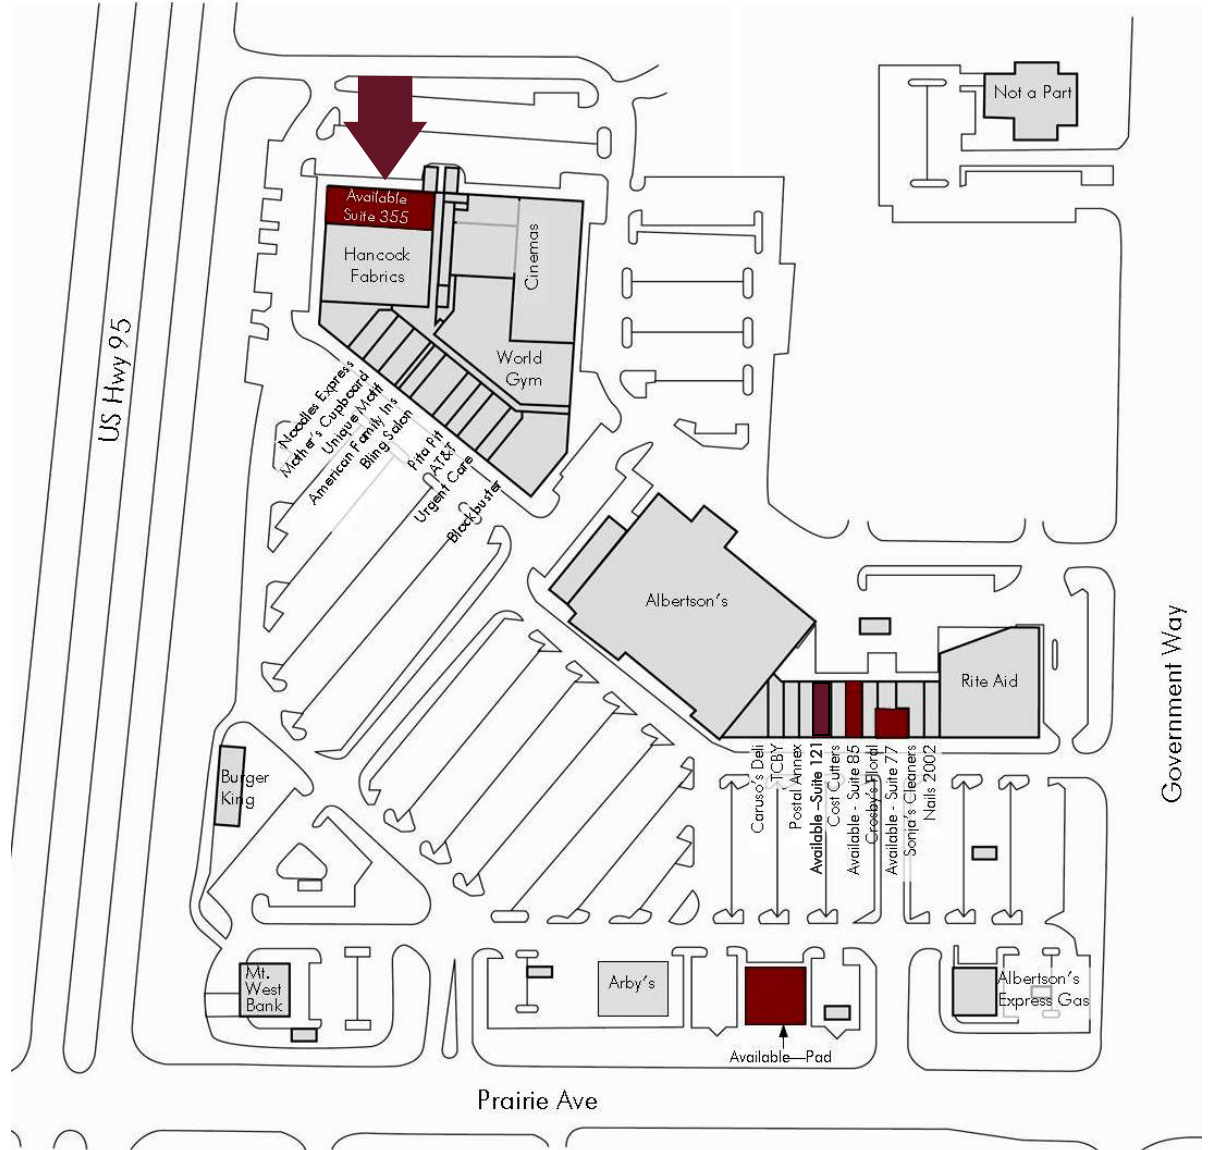 Not a Part
Available
Suite 355
Hancock
Fabrics
Cinemas
World
Gym
US Hwy 95
Noodles Express
Mother's Cupboard
Unique Motif
American Family Ins
Bling Salon
Pita Pit
AT&T
Urgent Care
Blockbuster
Albertson's
Rite Aid
Government Way
Burger
King
Caruso's Deli
TCBY
Postal Annex
Available –Suite 121
Cost Cutters
Available - Suite 85
Crosby's Floral
Available - Suite 77
Sonja's Cleaners
Nails 2002
Mt.
West
Bank
Arby's
Albertson's
Express Gas
Available—Pad
Prairie Ave